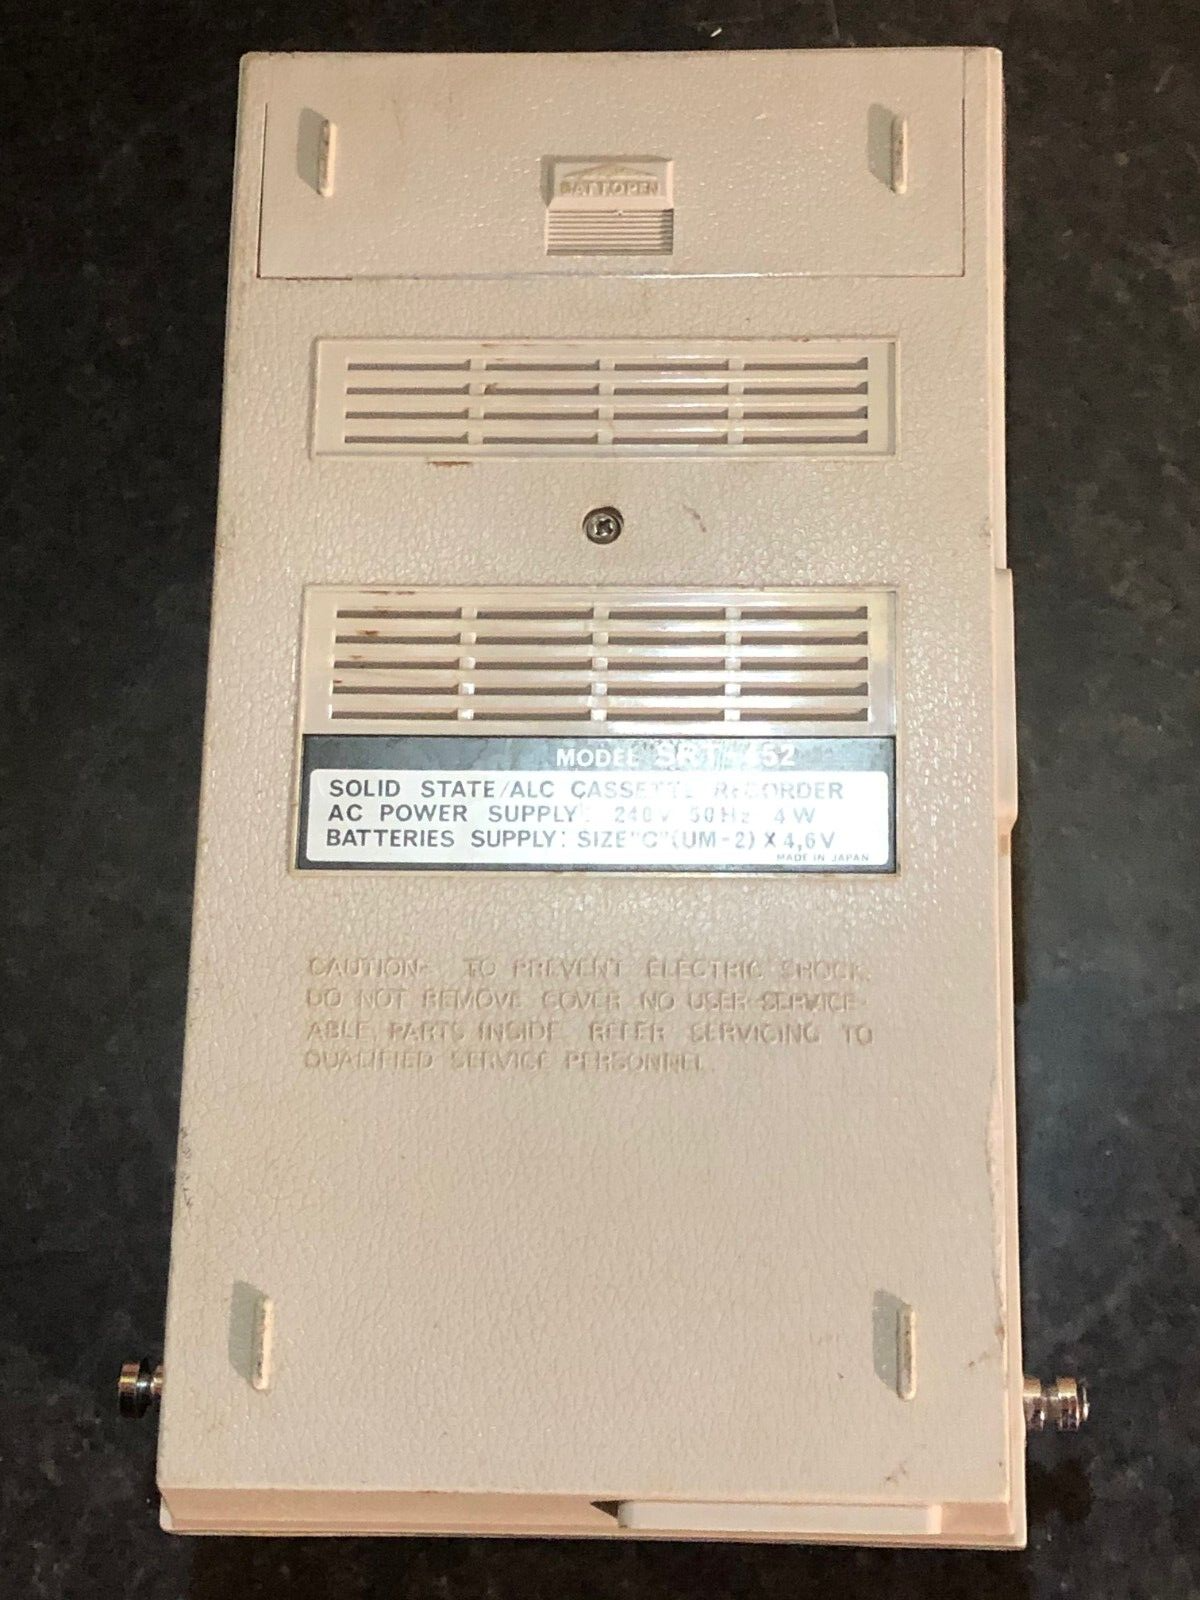 BATT.OPEN
MODEL SRT-452
SOLID STATE/ALC CASSETTE RECORDER
AC POWER SUPPLY: 240V 50Hz 4W
BATTERIES SUPPLY: SIZE"C"(UM-2) X 4,6V
MADE IN JAPAN
CAUTION- TO PREVENT ELECTRIC SHOCK,
DO NOT REMOVE COVER NO USER-SERVICE-
ABLE PARTS INSIDE REFER SERVICING TO
QUALIFIED SERVICE PERSONNEL.